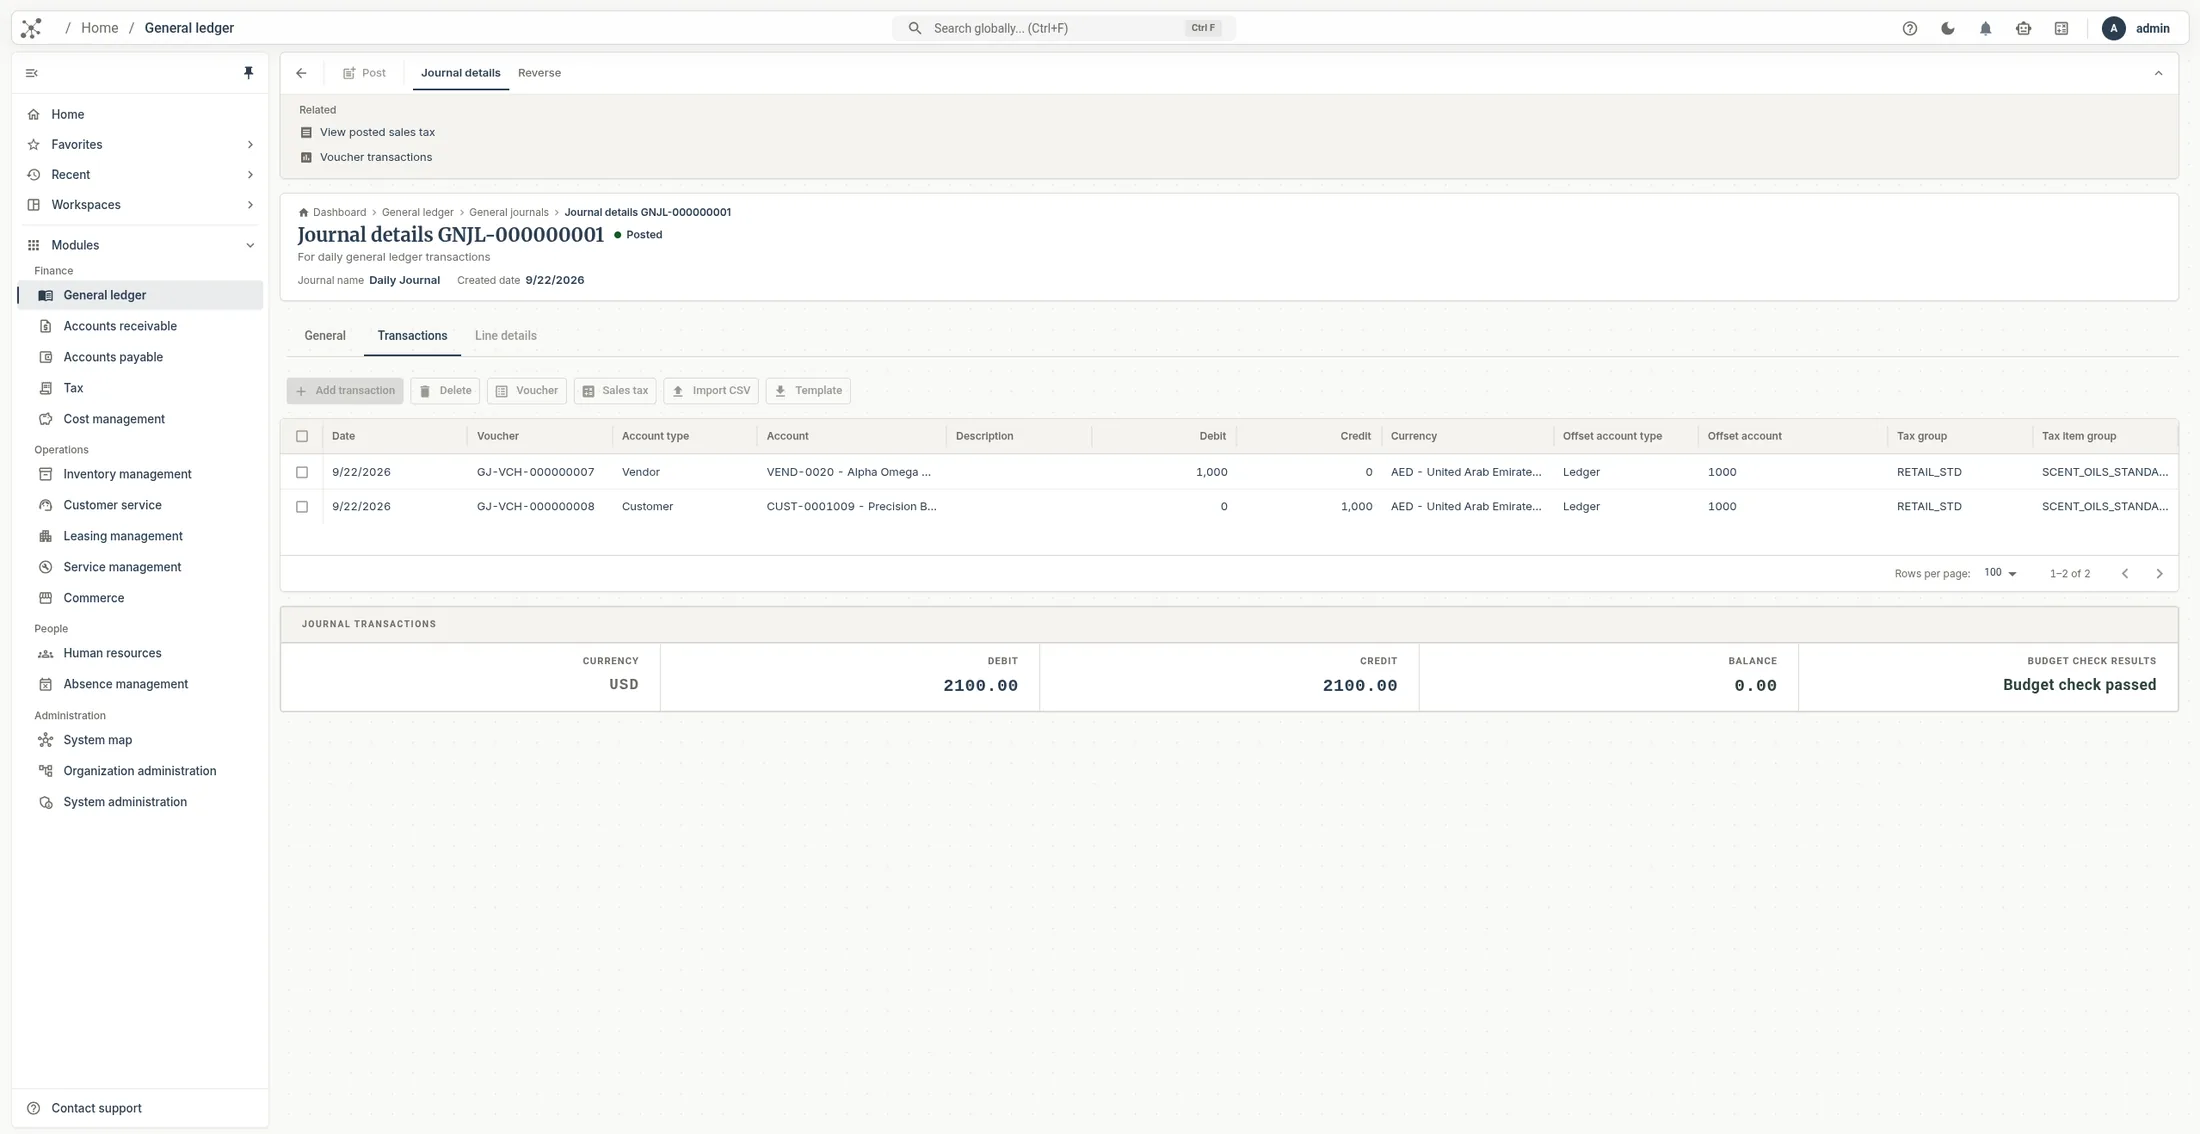 / Home / General ledger
Search globally... (Ctrl+F) Ctrl F
A admin
Home
Favorites
Recent
Workspaces
Modules
Finance
General ledger
Accounts receivable
Accounts payable
Tax
Cost management
Operations
Inventory management
Customer service
Leasing management
Service management
Commerce
People
Human resources
Absence management
Administration
System map
Organization administration
System administration
Contact support
Post Journal details Reverse
Related
View posted sales tax
Voucher transactions
Dashboard > General ledger > General journals > Journal details GNJL-000000001
Journal details GNJL-000000001 Posted
For daily general ledger transactions
Journal name Daily Journal Created date 9/22/2026
General Transactions Line details
Add transaction Delete Voucher Sales tax Import CSV Template
Date Voucher Account type Account Description Debit Credit Currency Offset account type Offset account Tax group Tax item group
9/22/2026 GJ-VCH-000000007 Vendor VEND-0020 - Alpha Omega ... 1,000 0 AED - United Arab Emirate... Ledger 1000 RETAIL_STD SCENT_OILS_STANDA...
9/22/2026 GJ-VCH-000000008 Customer CUST-0001009 - Precision B... 0 1,000 AED - United Arab Emirate... Ledger 1000 RETAIL_STD SCENT_OILS_STANDA...
Rows per page: 100 1–2 of 2
JOURNAL TRANSACTIONS
CURRENCY DEBIT CREDIT BALANCE BUDGET CHECK RESULTS
USD 2100.00 2100.00 0.00 Budget check passed